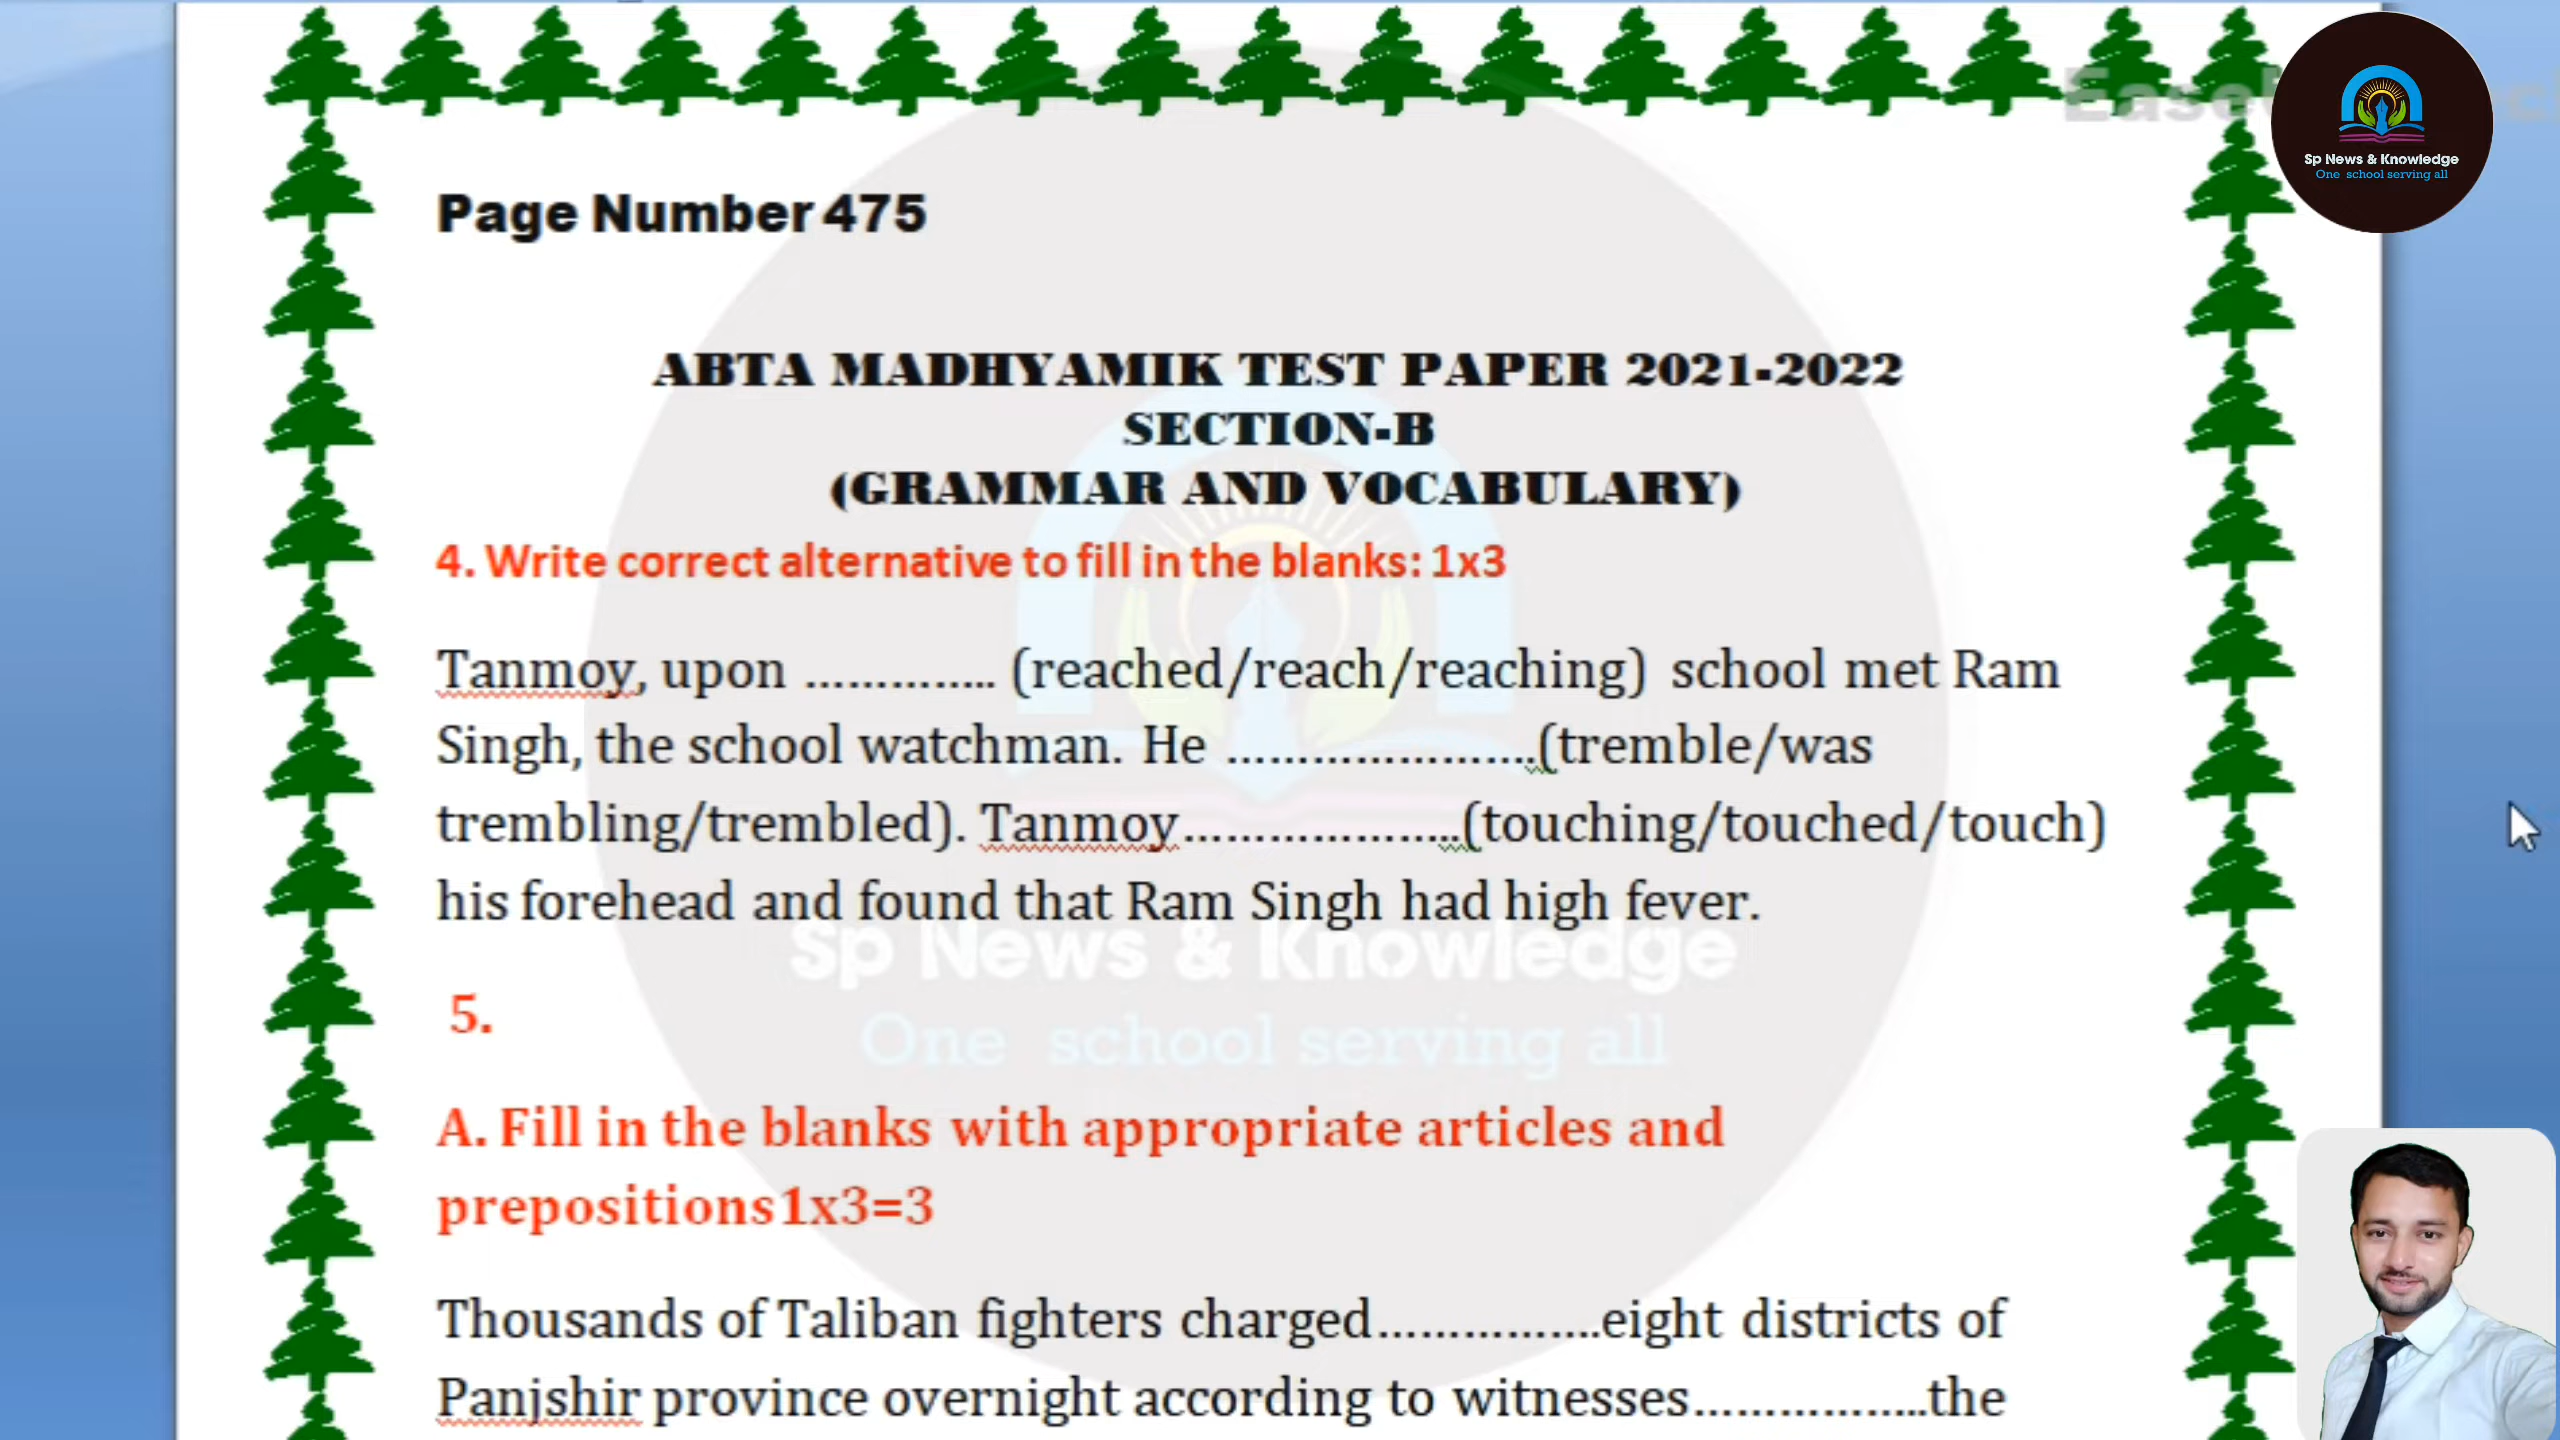 Sp News & Knowledge
One school serving all
Page Number 475
ABTA MADHYAMIK TEST PAPER 2021-2022
SECTION-B
(GRAMMAR AND VOCABULARY)
4. Write correct alternative to fill in the blanks: 1x3
Tanmoy, upon ………….. (reached/reach/reaching) school met Ram
Singh, the school watchman. He ………………….(tremble/was
trembling/trembled). Tanmoy………………...(touching/touched/touch)
his forehead and found that Ram Singh had high fever.
Sp News & Knowledge
One school serving all
5.
A. Fill in the blanks with appropriate articles and
prepositions1x3=3
Thousands of Taliban fighters charged…………….eight districts of
Panjshir province overnight according to witnesses……………...the